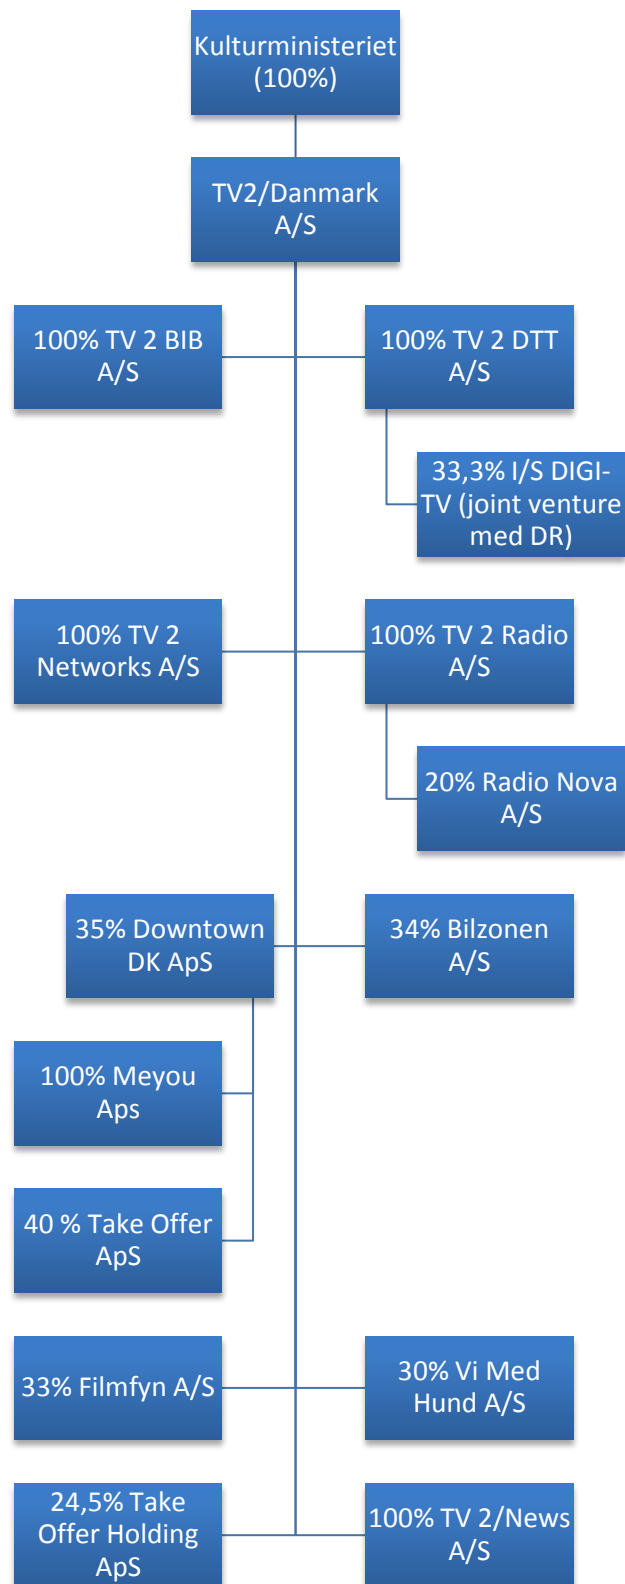 Kulturministeriet
(100%)
TV2/Danmark
A/S
100% TV 2 BIB
A/S
100% TV 2 DTT
A/S
33,3% I/S DIGI-
TV (joint venture
med DR)
100% TV 2
Networks A/S
100% TV 2 Radio
A/S
20% Radio Nova
A/S
35% Downtown
DK ApS
34% Bilzonen
A/S
100% Meyou
Aps
40 % Take Offer
ApS
33% Filmfyn A/S
30% Vi Med
Hund A/S
24,5% Take
Offer Holding
ApS
100% TV 2/News
A/S